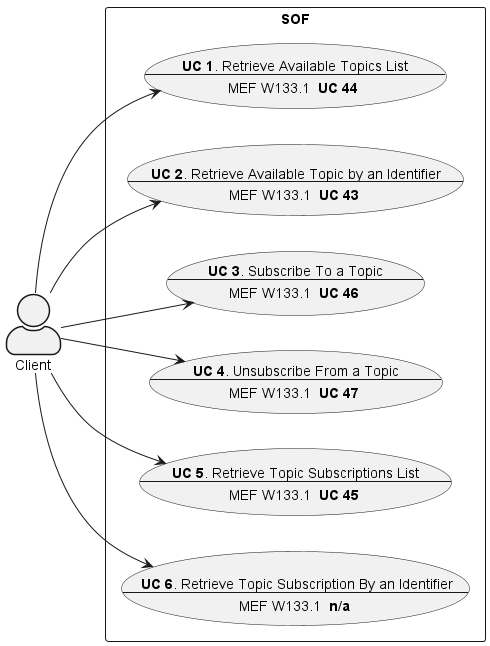 SOF
UC 1. Retrieve Available Topics List
MEF W133.1 UC 44
UC 2. Retrieve Available Topic by an Identifier
MEF W133.1 UC 43
UC 3. Subscribe To a Topic
MEF W133.1 UC 46
Client
UC 4. Unsubscribe From a Topic
MEF W133.1 UC 47
UC 5. Retrieve Topic Subscriptions List
MEF W133.1 UC 45
UC 6. Retrieve Topic Subscription By an Identifier
MEF W133.1 n/a